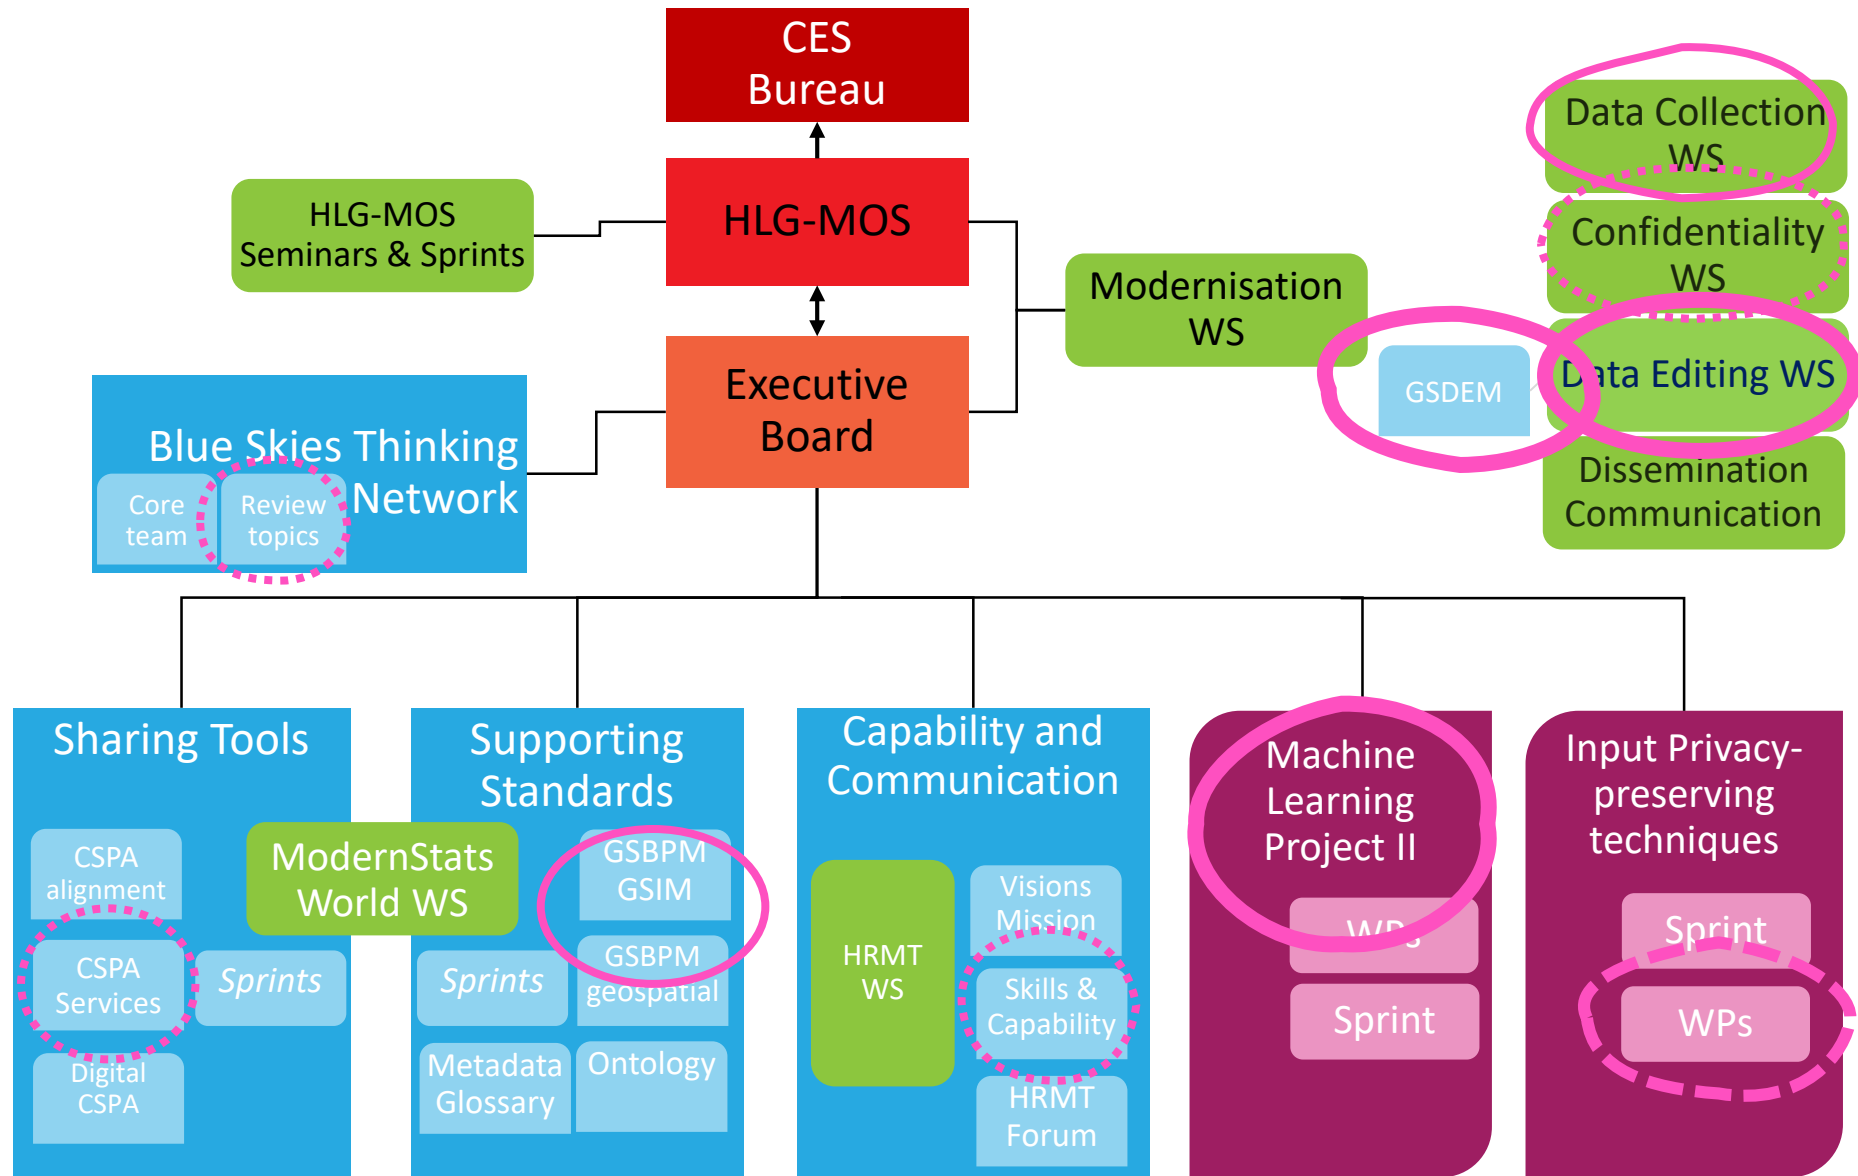 CES
Bureau
HLG-MOS
Seminars & Sprints
HLG-MOS
Modernisation
WS
Data Collection
WS
Confidentiality
WS
GSDEM
Data Editing WS
Dissemination
Communication
Executive
Board
Blue Skies Thinking
Network
Core
team
Review
topics
Sharing Tools
CSPA
alignment
CSPA
Services
Sprints
Digital
CSPA
ModernStats
World WS
Supporting
Standards
GSBPM
GSIM
Sprints
GSBPM
geospatial
Metadata
Glossary
Ontology
Capability and
Communication
HRMT
WS
Visions
Mission
Skills &
Capability
HRMT
Forum
Machine
Learning
Project II
WPs
Sprint
Input Privacy-
preserving
techniques
Sprint
WPs